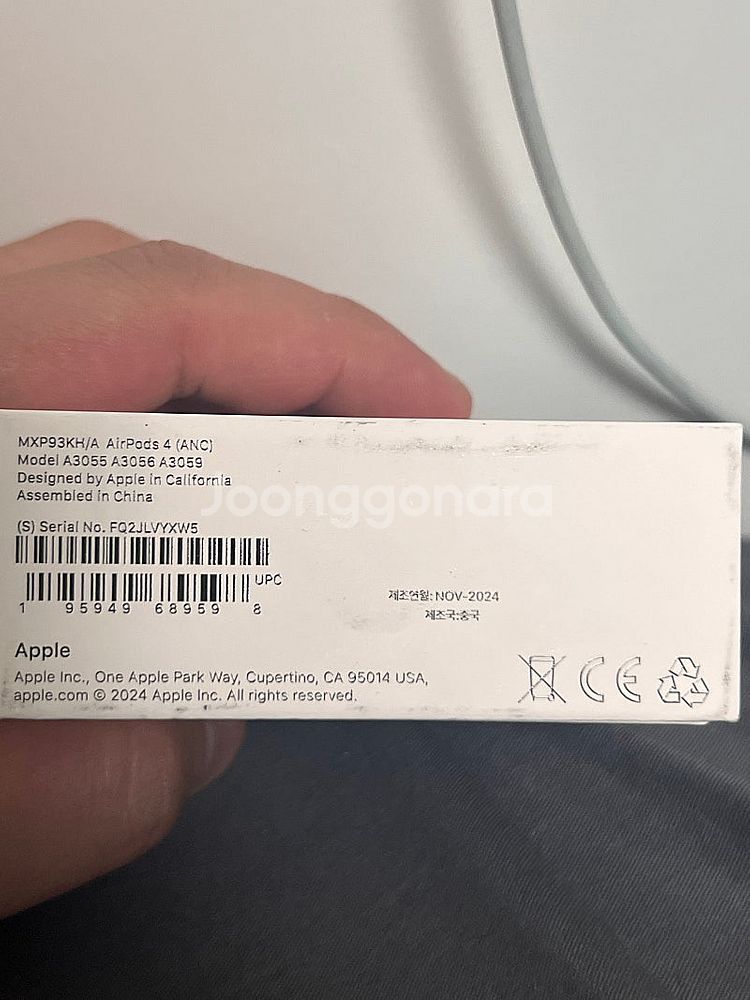 MXP93KH/A AirPods 4 (ANC)
Model A3055 A3056 A3059
Designed by Apple in California
Assembled in China
Joonggonara
(S) Serial No. FQ2JLVYXW5
UPC
1 95949 68959 8
제조연월: NOV-2024
제조국:중국
Apple
Apple Inc., One Apple Park Way, Cupertino, CA 95014 USA,
apple.com © 2024 Apple Inc. All rights reserved.
CE